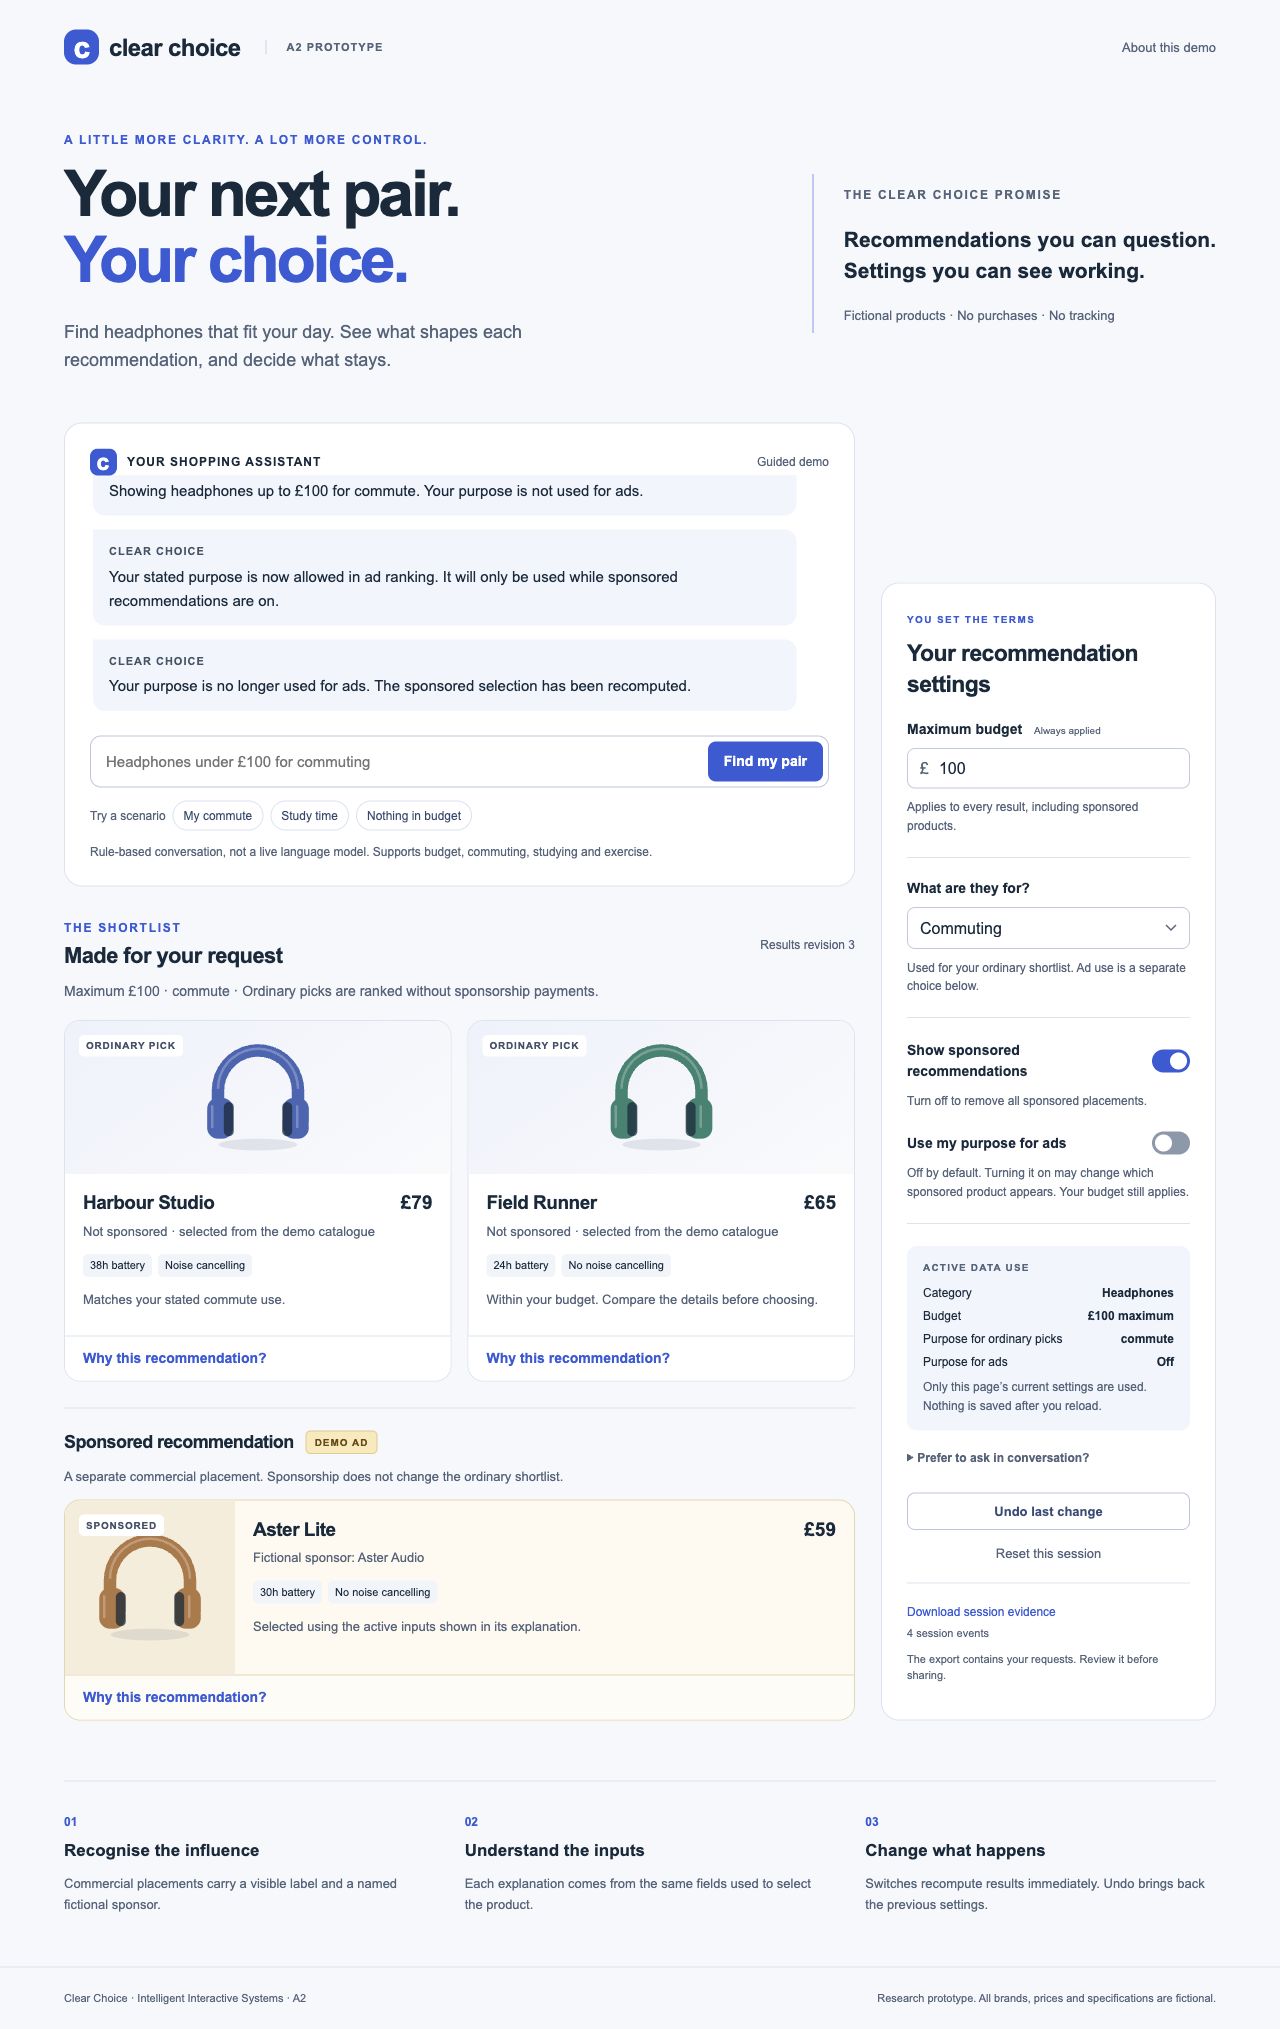 c clear choice
A2 PROTOTYPE
About this demo
A LITTLE MORE CLARITY. A LOT MORE CONTROL.
Your next pair.
Your choice.
Find headphones that fit your day. See what shapes each
recommendation, and decide what stays.
THE CLEAR CHOICE PROMISE
Recommendations you can question.
Settings you can see working.
Fictional products · No purchases · No tracking
c YOUR SHOPPING ASSISTANT
Guided demo
Showing headphones up to £100 for commute. Your purpose is not used for ads.
CLEAR CHOICE
Your stated purpose is now allowed in ad ranking. It will only be used while sponsored
recommendations are on.
CLEAR CHOICE
Your purpose is no longer used for ads. The sponsored selection has been recomputed.
Headphones under £100 for commuting
Find my pair
Try a scenario
My commute
Study time
Nothing in budget
Rule-based conversation, not a live language model. Supports budget, commuting, studying and exercise.
THE SHORTLIST
Made for your request
Results revision 3
Maximum £100 · commute · Ordinary picks are ranked without sponsorship payments.
ORDINARY PICK
Harbour Studio
£79
Not sponsored · selected from the demo catalogue
38h battery
Noise cancelling
Matches your stated commute use.
Why this recommendation?
ORDINARY PICK
Field Runner
£65
Not sponsored · selected from the demo catalogue
24h battery
No noise cancelling
Within your budget. Compare the details before choosing.
Why this recommendation?
Sponsored recommendation
DEMO AD
A separate commercial placement. Sponsorship does not change the ordinary shortlist.
SPONSORED
Aster Lite
£59
Fictional sponsor: Aster Audio
30h battery
No noise cancelling
Selected using the active inputs shown in its explanation.
Why this recommendation?
YOU SET THE TERMS
Your recommendation
settings
Maximum budget
Always applied
£ 100
Applies to every result, including sponsored
products.
What are they for?
Commuting
Used for your ordinary shortlist. Ad use is a separate
choice below.
Show sponsored
recommendations
Turn off to remove all sponsored placements.
Use my purpose for ads
Off by default. Turning it on may change which
sponsored product appears. Your budget still applies.
ACTIVE DATA USE
Category Headphones
Budget £100 maximum
Purpose for ordinary picks commute
Purpose for ads Off
Only this page’s current settings are used.
Nothing is saved after you reload.
Prefer to ask in conversation?
Undo last change
Reset this session
Download session evidence
4 session events
The export contains your requests. Review it before
sharing.
01
Recognise the influence
Commercial placements carry a visible label and a named
fictional sponsor.
02
Understand the inputs
Each explanation comes from the same fields used to select
the product.
03
Change what happens
Switches recompute results immediately. Undo brings back
the previous settings.
Clear Choice · Intelligent Interactive Systems · A2
Research prototype. All brands, prices and specifications are fictional.